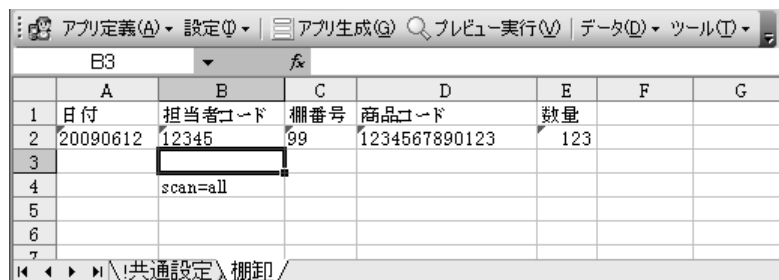 アプリ定義(A) 設定(I) アプリ生成(G) プレビュー実行(V) データ(D) ツール(T)
B3 fx
A B C D E F G
1 日付 担当者コード 棚番号 商品コード 数量
2 20090612 12345 99 1234567890123 123
3
4 scan=all
5
6
7
!共通設定 棚卸